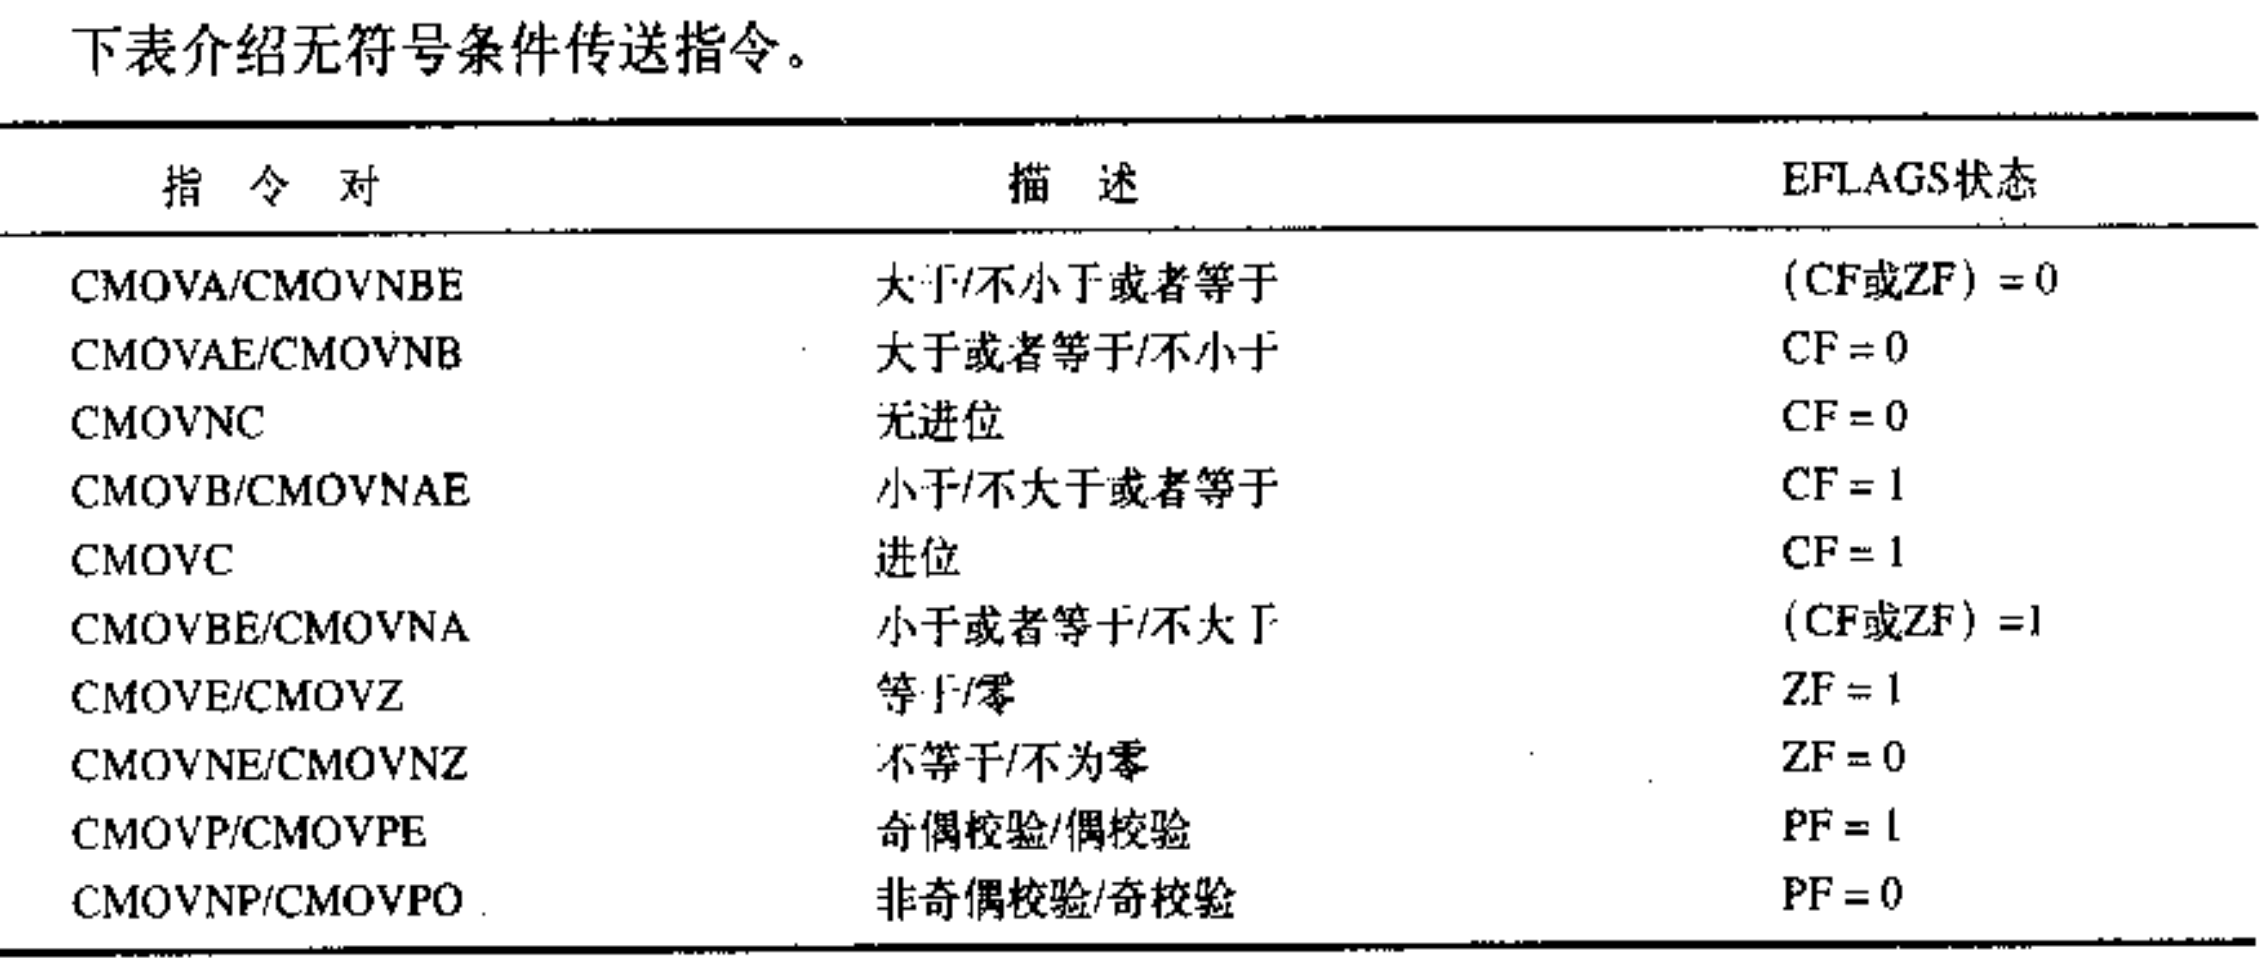 下表介绍无符号条件传送指令。
指 令 对 描 述 EFLAGS状态
CMOVA/CMOVNBE 大于/不小于或者等于 (CF或ZF) = 0
CMOVAE/CMOVNB 大于或者等于/不小于 CF = 0
CMOVNC 无进位 CF = 0
CMOVB/CMOVNAE 小于/不大于或者等于 CF = 1
CMOVC 进位 CF = 1
CMOVBE/CMOVNA 小于或者等于/不大于 (CF或ZF) =1
CMOVE/CMOVZ 等于/零 ZF = 1
CMOVNE/CMOVNZ 不等于/不为零 ZF = 0
CMOVP/CMOVPE 奇偶校验/偶校验 PF = 1
CMOVNP/CMOVPO 非奇偶校验/奇校验 PF = 0